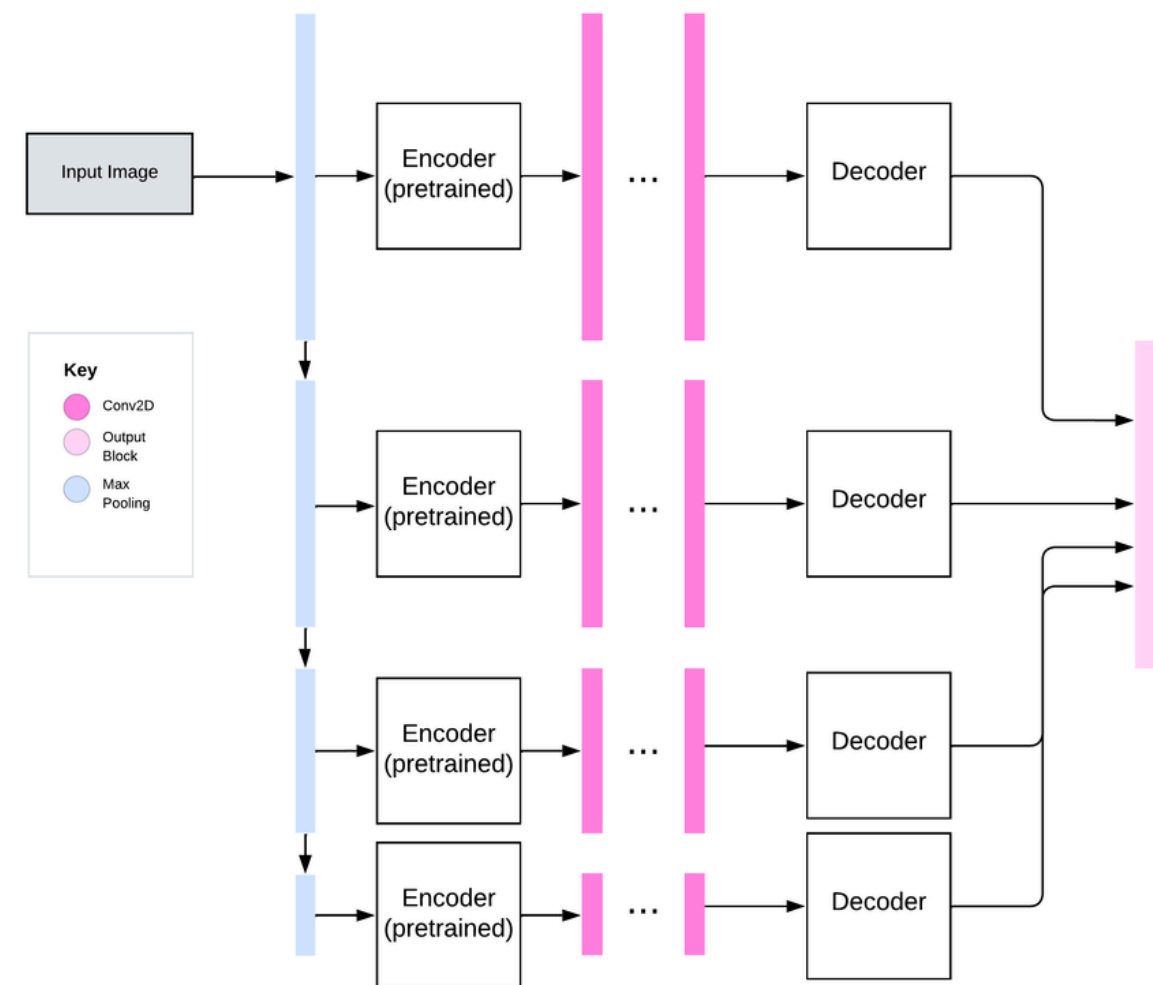 Input Image
Encoder
(pretrained)
...
Decoder
Key
Conv2D
Output
Block
Max
Pooling
Encoder
(pretrained)
...
Decoder
Encoder
(pretrained)
...
Decoder
Encoder
(pretrained)
...
Decoder